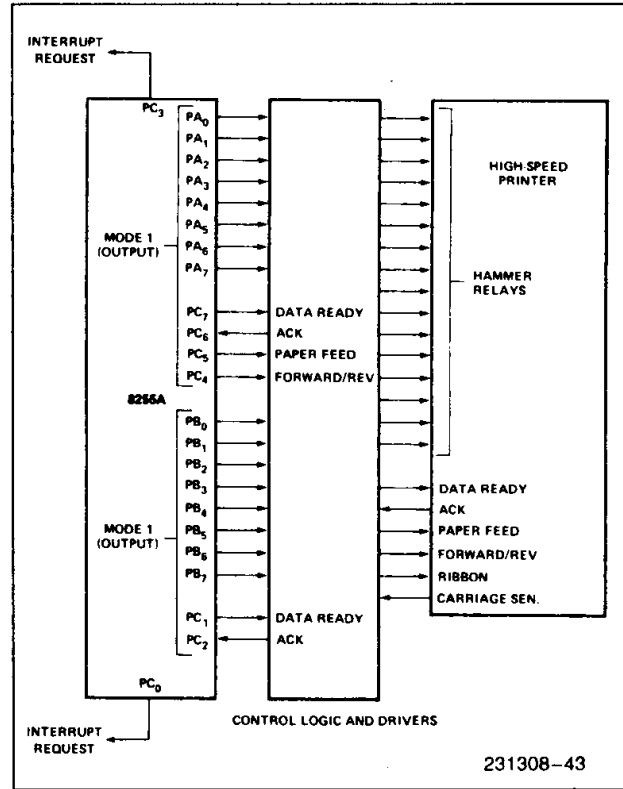 INTERRUPT
REQUEST
PC3
PA0
PA1
PA2
PA3
PA4
PA5
PA6
PA7
MODE 1
(OUTPUT)
PC7
PC6
PC5
PC4
8255A
PB0
PB1
PB2
PB3
PB4
PB5
PB6
PB7
MODE 1
(OUTPUT)
PC1
PC2
PC0
INTERRUPT
REQUEST
DATA READY
ACK
PAPER FEED
FORWARD/REV
DATA READY
ACK
CONTROL LOGIC AND DRIVERS
HIGH-SPEED
PRINTER
HAMMER
RELAYS
DATA READY
ACK
PAPER FEED
FORWARD/REV
RIBBON
CARRIAGE SEN.
231308-43